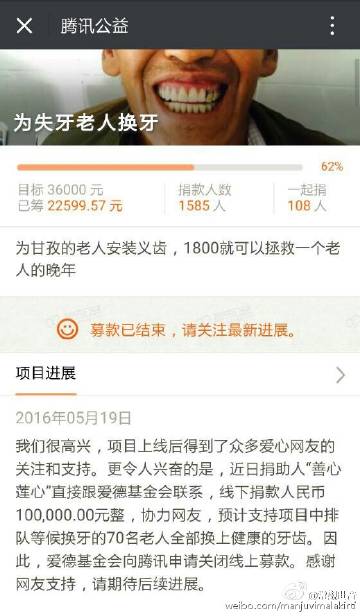 腾讯公益
为失牙老人换牙
62%
目标 36000 元 捐款人数 一起捐
已筹 22599.57 元 1585 人 108 人
为甘孜的老人安装义齿，1800就可以拯救一个老
人的晚年
募款已结束，请关注最新进展。
项目进展
2016年05月19日
我们很高兴，项目上线后得到了众多爱心网友的
关注和支持。更令人兴奋的是，近日捐助人“善心
莲心”直接跟爱德基金会联系，线下捐款人民币
100,000.00元整，协力网友，预计支持项目中排
队等候换牙的70名老人全部换上健康的牙齿。因
此，爱德基金会向腾讯申请关闭线上募款。感谢
网友支持，请期待后续进展。